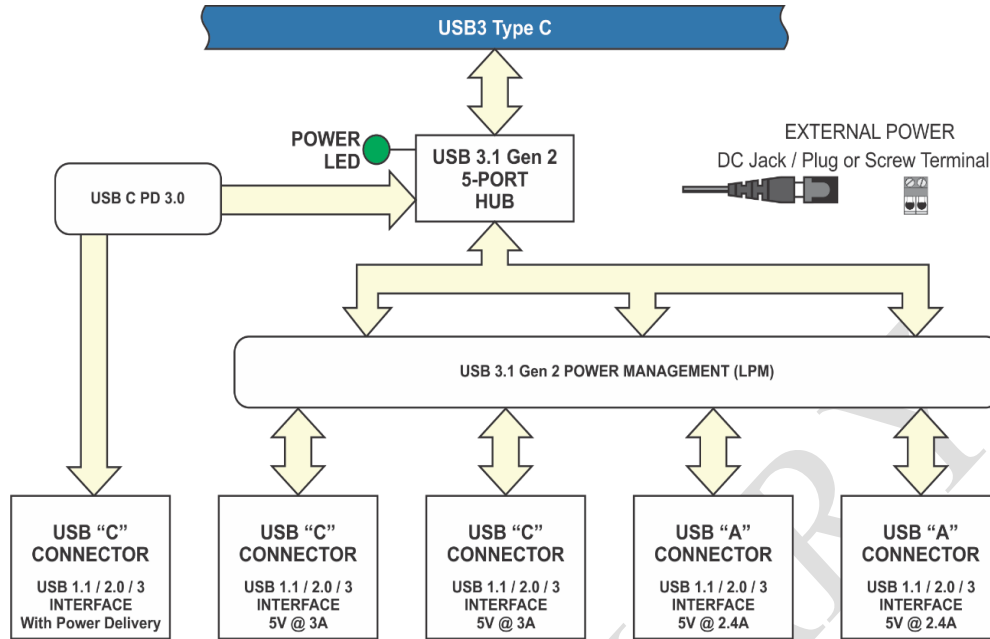 USB3 Type C
POWER
LED
USB 3.1 Gen 2
5-PORT
HUB
EXTERNAL POWER
DC Jack / Plug or Screw Terminal
USB C PD 3.0
USB 3.1 Gen 2 POWER MANAGEMENT (LPM)
USB “C”
CONNECTOR
USB 1.1 / 2.0 / 3
INTERFACE
With Power Delivery
USB “C”
CONNECTOR
USB 1.1 / 2.0 / 3
INTERFACE
5V @ 3A
USB “C”
CONNECTOR
USB 1.1 / 2.0 / 3
INTERFACE
5V @ 3A
USB “A”
CONNECTOR
USB 1.1 / 2.0 / 3
INTERFACE
5V @ 2.4A
USB “A”
CONNECTOR
USB 1.1 / 2.0 / 3
INTERFACE
5V @ 2.4A